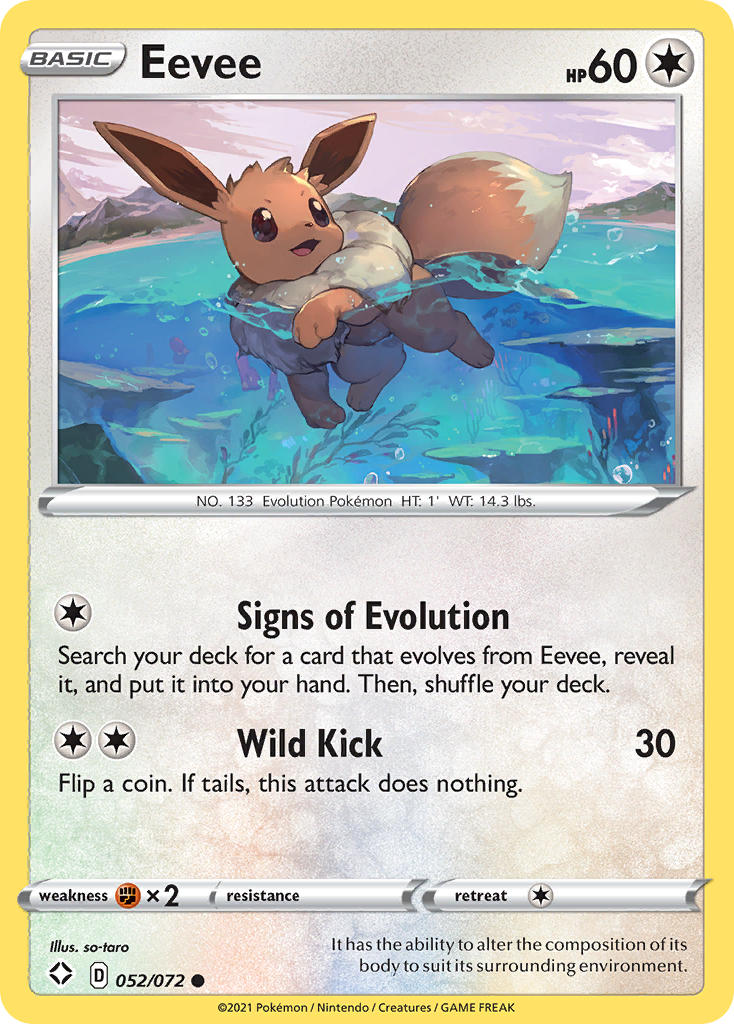 BASIC Eevee HP60
NO. 133 Evolution Pokémon HT: 1' WT: 14.3 lbs.
Signs of Evolution
Search your deck for a card that evolves from Eevee, reveal
it, and put it into your hand. Then, shuffle your deck.
Wild Kick 30
Flip a coin. If tails, this attack does nothing.
weakness ×2 resistance retreat
Illus. so-taro
It has the ability to alter the composition of its
body to suit its surrounding environment.
D 052/072
©2021 Pokémon / Nintendo / Creatures / GAME FREAK